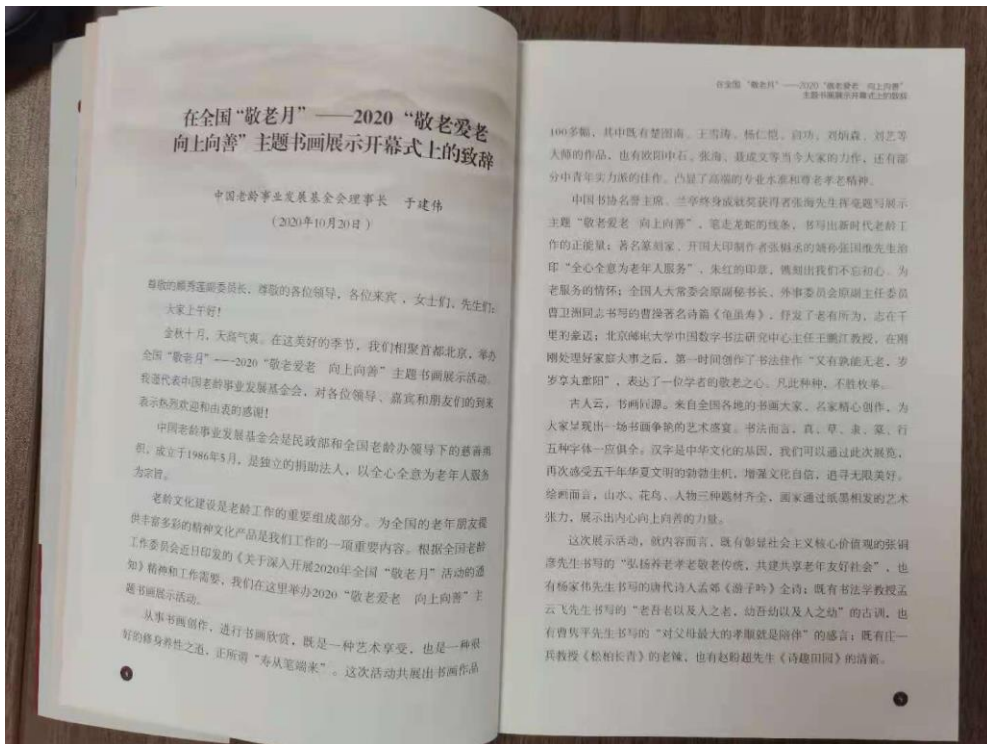 在全国“敬老月”——2020“敬老爱老
向上向善”主题书画展示开幕式上的致辞
中国老龄事业发展基金会理事长 于建伟
（2020年10月20日）
尊敬的顾秀莲副委员长，尊敬的各位领导，各位来宾，女士们，先生们：
大家上午好！
金秋十月，天高气爽。在这美好的季节，我们相聚首都北京，举办
全国“敬老月”——2020“敬老爱老 向上向善”主题书画展示活动。
我谨代表中国老龄事业发展基金会，对各位领导、嘉宾和朋友们的到来
表示热烈欢迎和由衷的感谢！
中国老龄事业发展基金会是民政部和全国老龄办领导下的慈善组
织，成立于1986年5月，是独立的捐助法人，以全心全意为老年人服务
为宗旨。
老龄文化建设是老龄工作的重要组成部分。为全国的老年朋友提
供丰富多彩的精神文化产品是我们工作的一项重要内容。根据全国老龄
工作委员会近日印发的《关于深入开展2020年全国“敬老月”活动的通
知》精神和工作需要，我们在这里举办2020“敬老爱老 向上向善”主
题书画展示活动。
从事书画创作，进行书画欣赏，既是一种艺术享受，也是一种很
好的修身养性之道，正所谓“寿从笔端来”。这次活动共展出书画作品
在全国“敬老月”——2020“敬老爱老 向上向善”
主题书画展示开幕式上的致辞
100多幅，其中既有楚图南、王雪涛、杨仁恺、启功、刘炳森、刘艺等
大师的作品，也有欧阳中石、张海、聂成文等当今大家的力作，还有部
分中青年实力派的佳作。凸显了高端的专业水准和尊老孝老精神。
中国书协名誉主席、兰亭终身成就奖获得者张海先生挥毫题写展示
主题“敬老爱老 向上向善”，笔走龙蛇的线条，书写出新时代老龄工
作的正能量；著名篆刻家、开国大印制作者张樾丞的嫡孙张国维先生治
印“全心全意为老年人服务”，朱红的印章，镌刻出我们不忘初心、为
老服务的情怀；全国人大常委会原副秘书长、外事委员会原副主任委员
曹卫洲同志书写的曹操著名诗篇《龟虽寿》，抒发了老有所为，志在千
里的豪迈；北京邮电大学中国数字书法研究中心主任王鹏江教授，在刚
刚处理好家庭大事之后，第一时间创作了书法佳作“又有孰能无老，岁
岁享丸重阳”，表达了一位学者的敬老之心。凡此种种，不胜枚举。
古人云，书画同源。来自全国各地的书画大家、名家精心创作，为
大家呈现出一场书画争艳的艺术盛宴。书法而言，真、草、隶、篆、行
五种字体一应俱全。汉字是中华文化的基因，我们可以通过此次展览，
再次感受五千年华夏文明的勃勃生机，增强文化自信，追寻无限美好。
绘画而言，山水、花鸟、人物三种题材齐全，画家通过纸墨相发的艺术
张力，展示出内心向上向善的力量。
这次展示活动，就内容而言，既有彰显社会主义核心价值观的张铜
彦先生书写的“弘扬养老孝老敬老传统，共建共享老年友好社会”，也
有杨家伟先生书写的唐代诗人孟郊《游子吟》全诗；既有书法学教授孟
云飞先生书写的“老吾老以及人之老，幼吾幼以及人之幼”的古训，也
有曹隽平先生书写的“对父母最大的孝顺就是陪伴”的感言；既有庄一
兵教授《松柏长青》的老辣，也有赵盼超先生《诗趣田园》的清新。